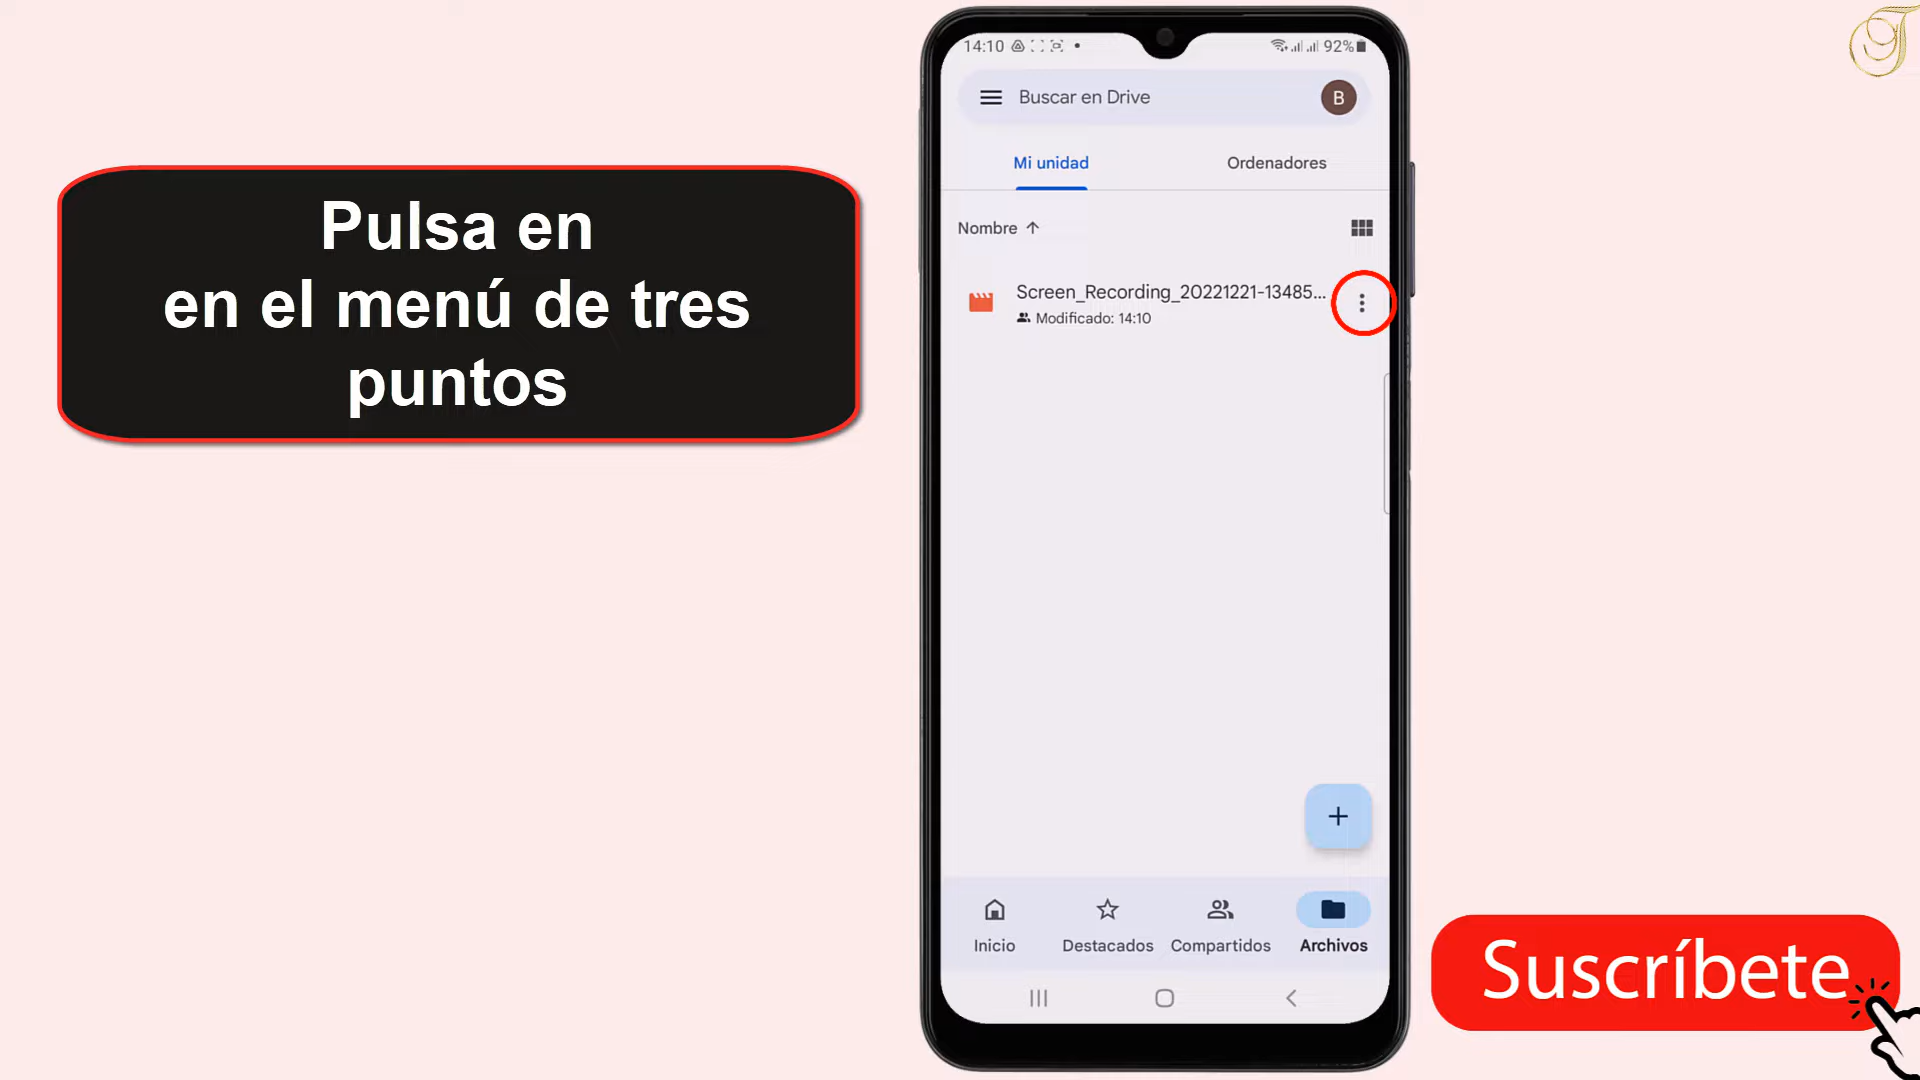 Pulsa en
en el menú de tres
puntos
14:10
92%
Buscar en Drive
B
Mi unidad
Ordenadores
Nombre
Screen_Recording_20221221-13485...
Modificado: 14:10
Inicio
Destacados
Compartidos
Archivos
Suscríbete